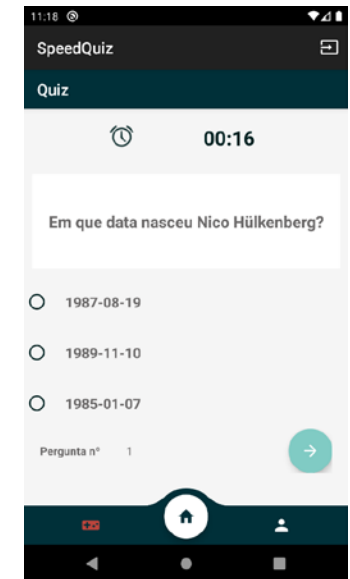 11:18
SpeedQuiz
Quiz
00:16
Em que data nasceu Nico Hülkenberg?
1987-08-19
1989-11-10
1985-01-07
Pergunta nº 1